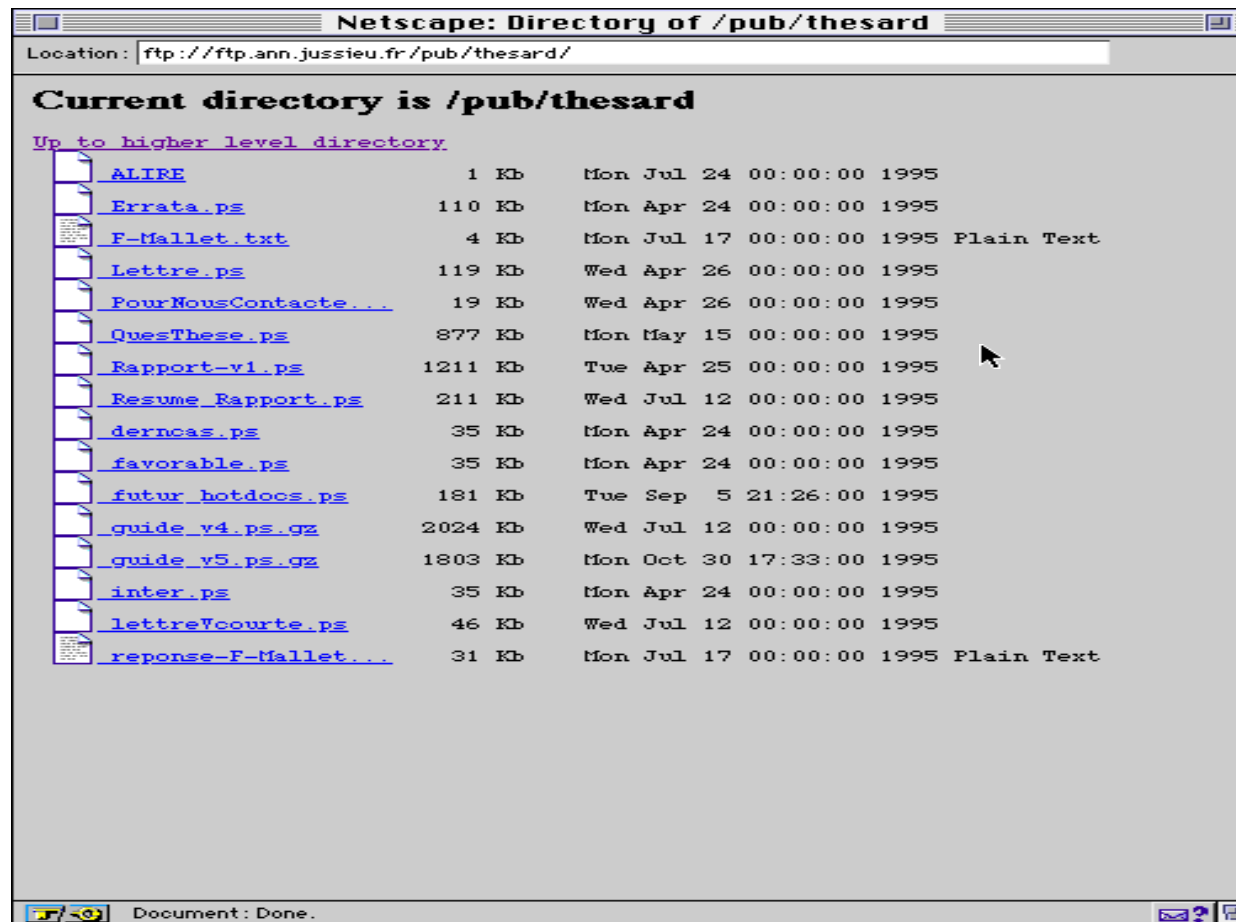 Netscape: Directory of /pub/thesard
Location: ftp://ftp.ann.jussieu.fr/pub/thesard/
Current directory is /pub/thesard
Up to higher level directory
ALIRE 1 Kb Mon Jul 24 00:00:00 1995
Errata.ps 110 Kb Mon Apr 24 00:00:00 1995
F-Mallet.txt 4 Kb Mon Jul 17 00:00:00 1995 Plain Text
Lettre.ps 119 Kb Wed Apr 26 00:00:00 1995
PourNousContacte... 19 Kb Wed Apr 26 00:00:00 1995
QuesThese.ps 877 Kb Mon May 15 00:00:00 1995
Rapport-v1.ps 1211 Kb Tue Apr 25 00:00:00 1995
Resume_Rapport.ps 211 Kb Wed Jul 12 00:00:00 1995
derncas.ps 35 Kb Mon Apr 24 00:00:00 1995
favorable.ps 35 Kb Mon Apr 24 00:00:00 1995
futur_hotdocs.ps 181 Kb Tue Sep 5 21:26:00 1995
guide_v4.ps.gz 2024 Kb Wed Jul 12 00:00:00 1995
guide_v5.ps.gz 1803 Kb Mon Oct 30 17:33:00 1995
inter.ps 35 Kb Mon Apr 24 00:00:00 1995
lettreVcourte.ps 46 Kb Wed Jul 12 00:00:00 1995
reponse-F-Mallet... 31 Kb Mon Jul 17 00:00:00 1995 Plain Text
Document: Done.
?